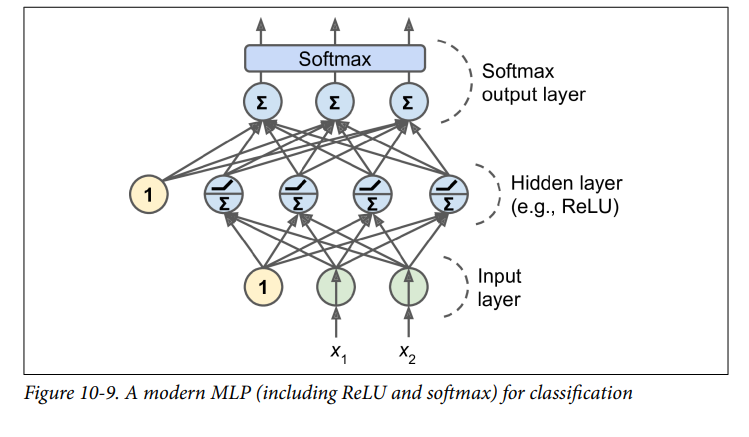 Softmax
Softmax
output layer
Σ Σ Σ
1
Σ Σ Σ Σ
Hidden layer
(e.g., ReLU)
1
Input
layer
x1 x2
Figure 10-9. A modern MLP (including ReLU and softmax) for classification